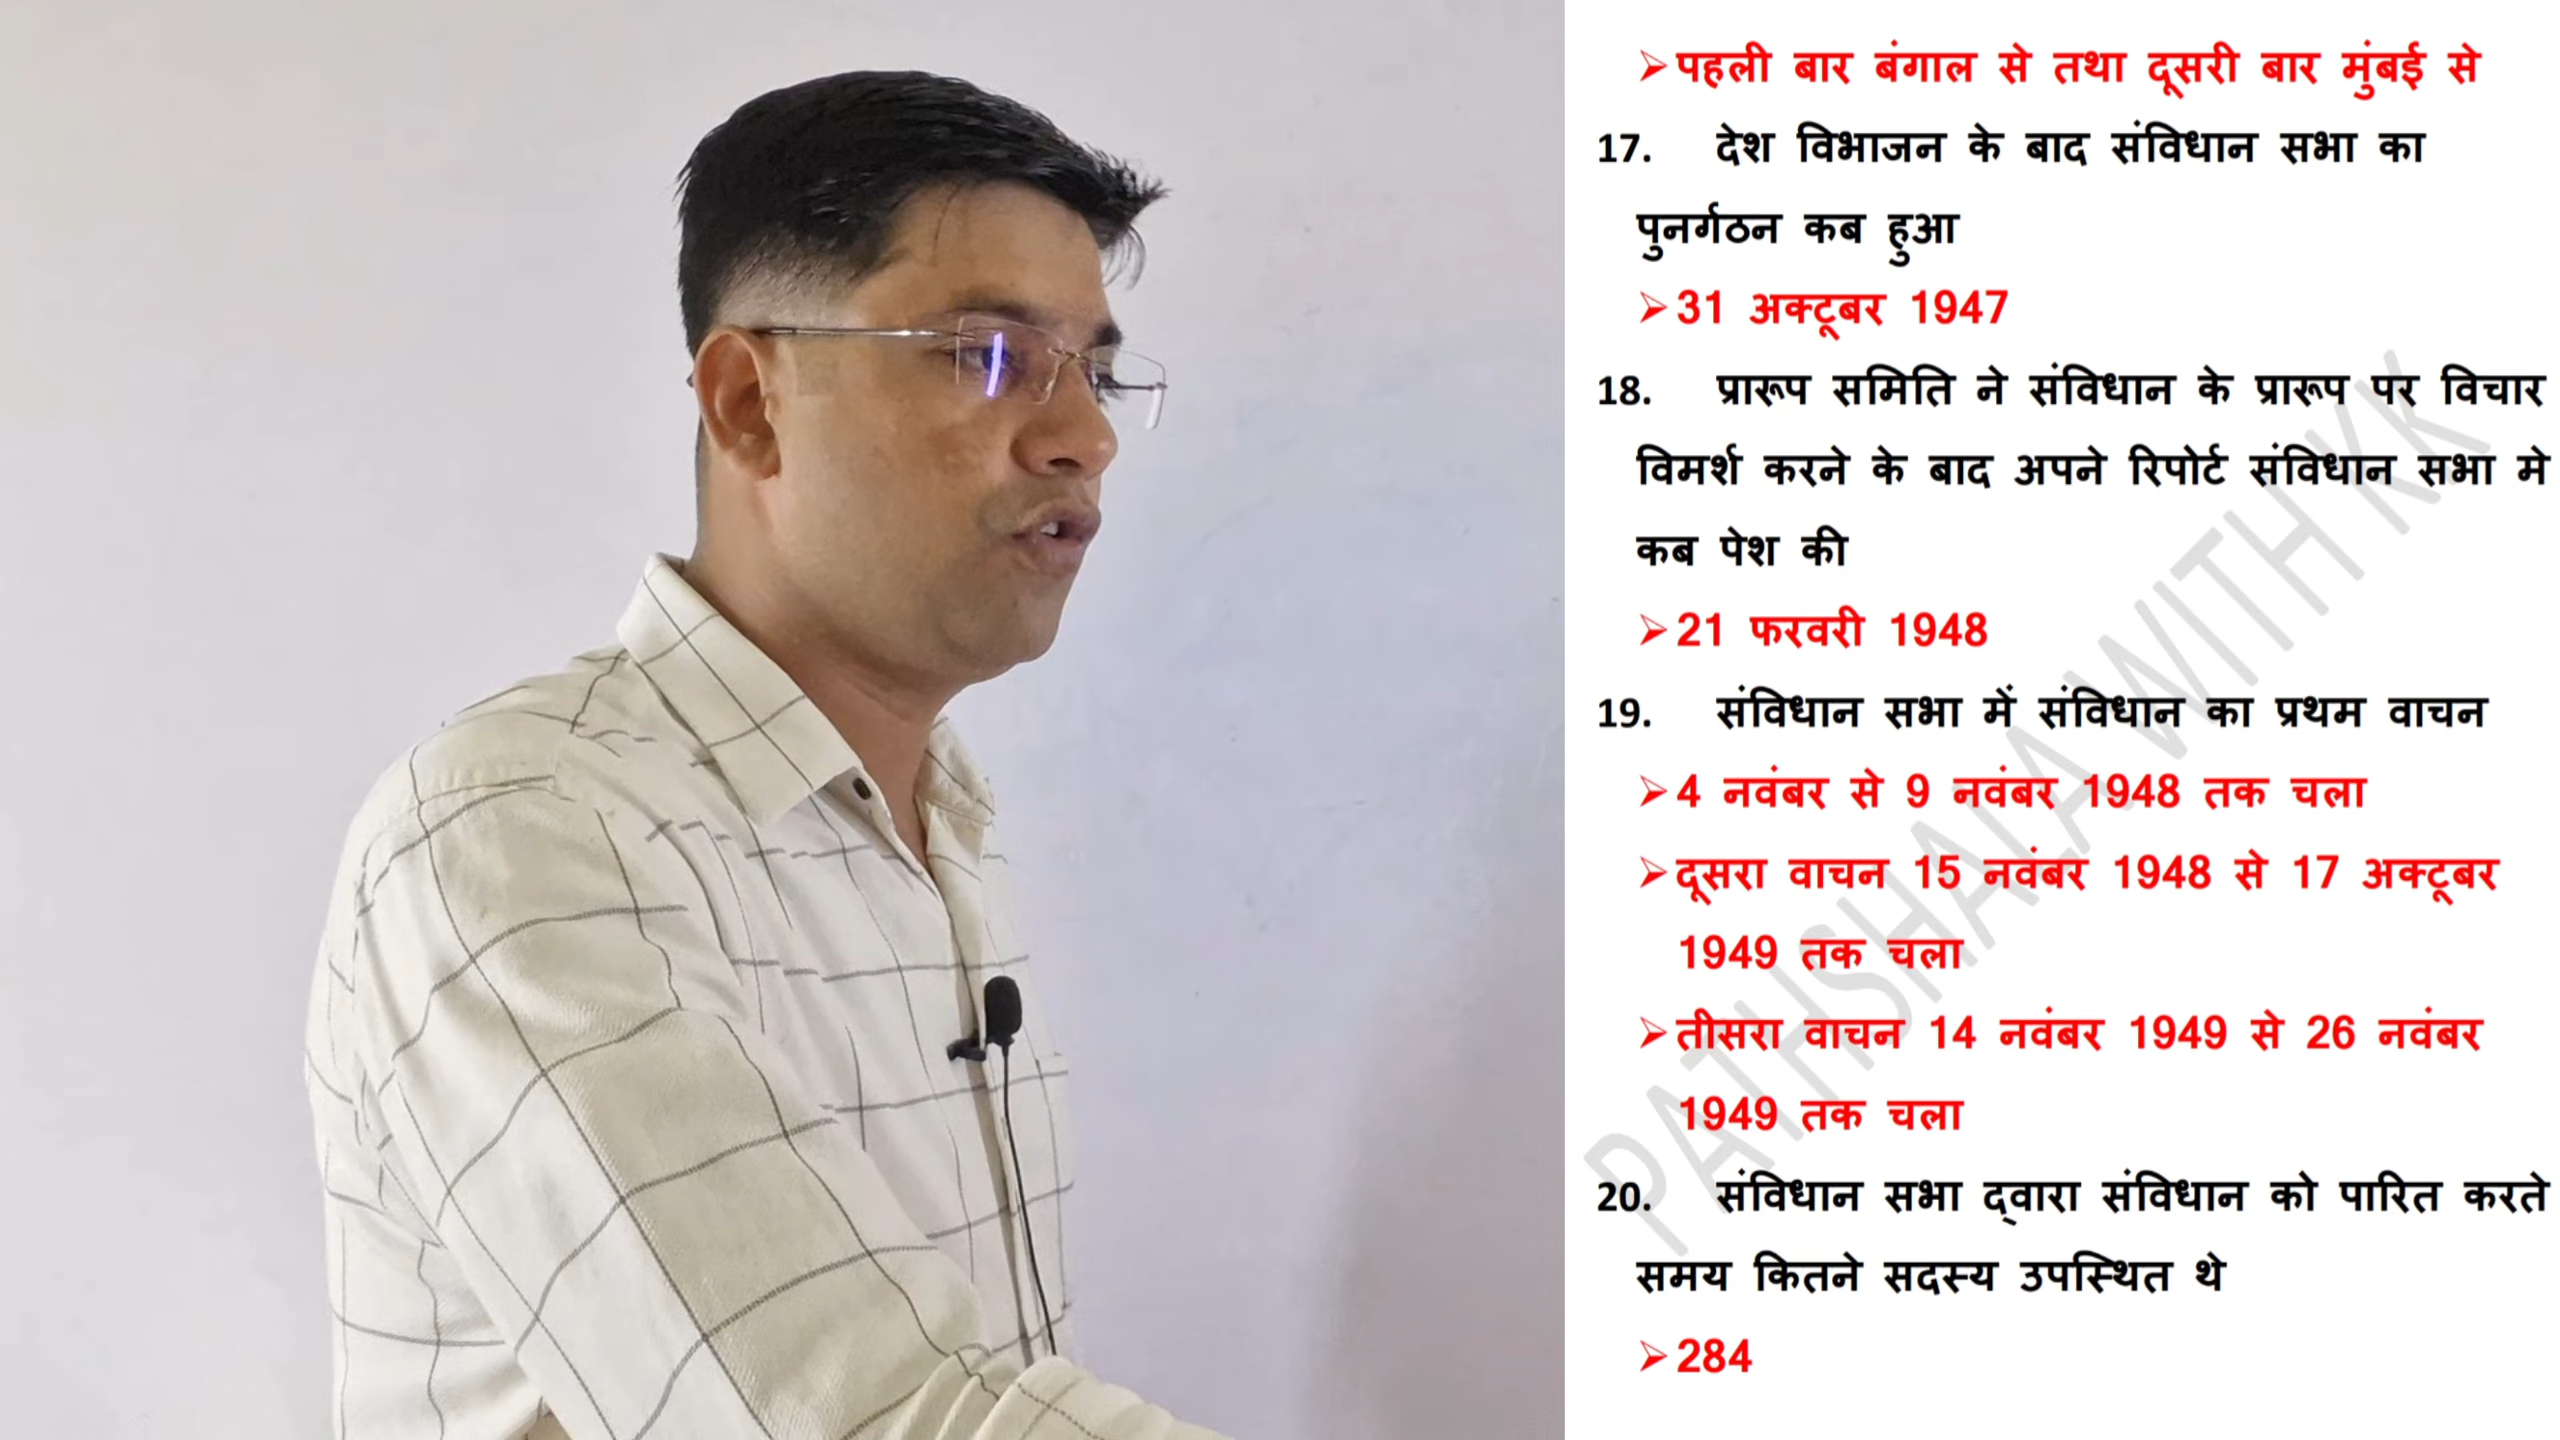 ➢पहली बार बंगाल से तथा दूसरी बार मुंबई से
17. देश विभाजन के बाद संविधान सभा का
पुनर्गठन कब हुआ
➢31 अक्टूबर 1947
18. प्रारूप समिति ने संविधान के प्रारूप पर विचार
विमर्श करने के बाद अपने रिपोर्ट संविधान सभा मे
कब पेश की
➢21 फरवरी 1948
19. संविधान सभा में संविधान का प्रथम वाचन
➢4 नवंबर से 9 नवंबर 1948 तक चला
➢दूसरा वाचन 15 नवंबर 1948 से 17 अक्टूबर
1949 तक चला
➢तीसरा वाचन 14 नवंबर 1949 से 26 नवंबर
1949 तक चला
20. संविधान सभा द्वारा संविधान को पारित करते
समय कितने सदस्य उपस्थित थे
➢284
PATHSHALA WITH KK